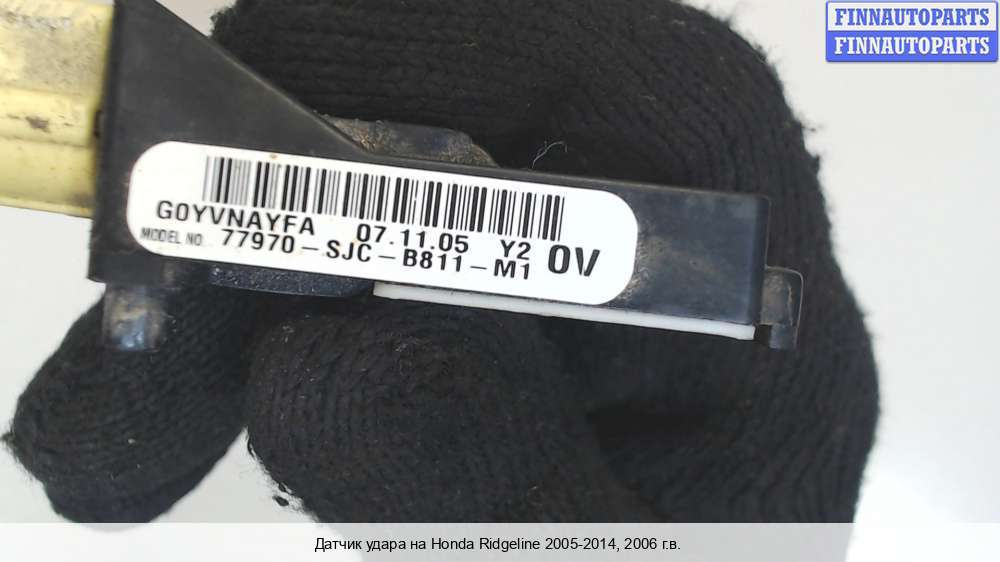 FINNAUTOPARTS
FINNAUTOPARTS
G0YVNAYFA 07.11.05 Y2 0V
MODEL NO. 77970-SJC-B811-M1
Датчик удара на Honda Ridgeline 2005-2014, 2006 г.в.